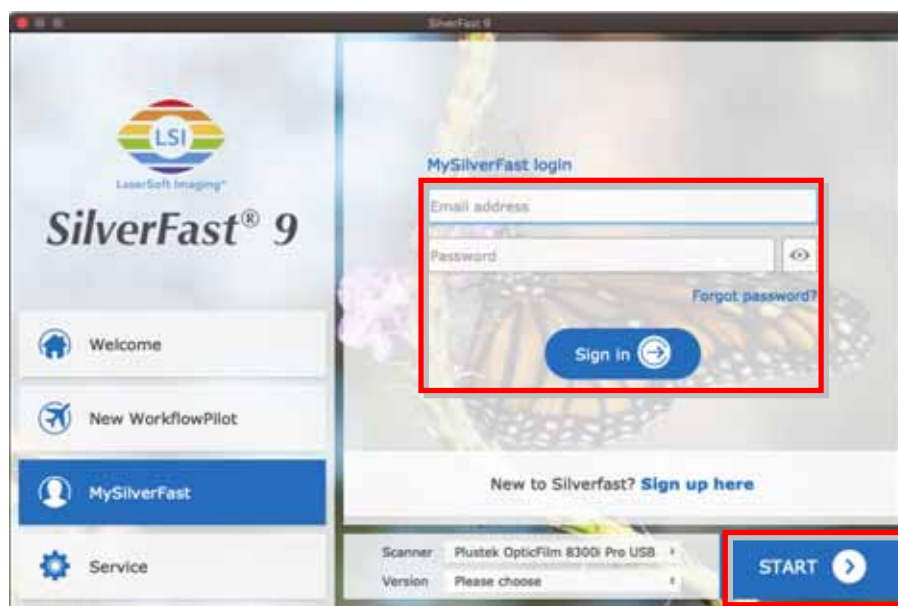 SilverFast 9
LSI
LaserSoft Imaging™
SilverFast® 9
Welcome
New WorkflowPilot
MySilverFast
Service
MySilverFast login
Email address
Password
Forgot password?
Sign in
New to Silverfast? Sign up here
Scanner Plustek OpticFilm 8300i Pro USB
Version Please choose
START